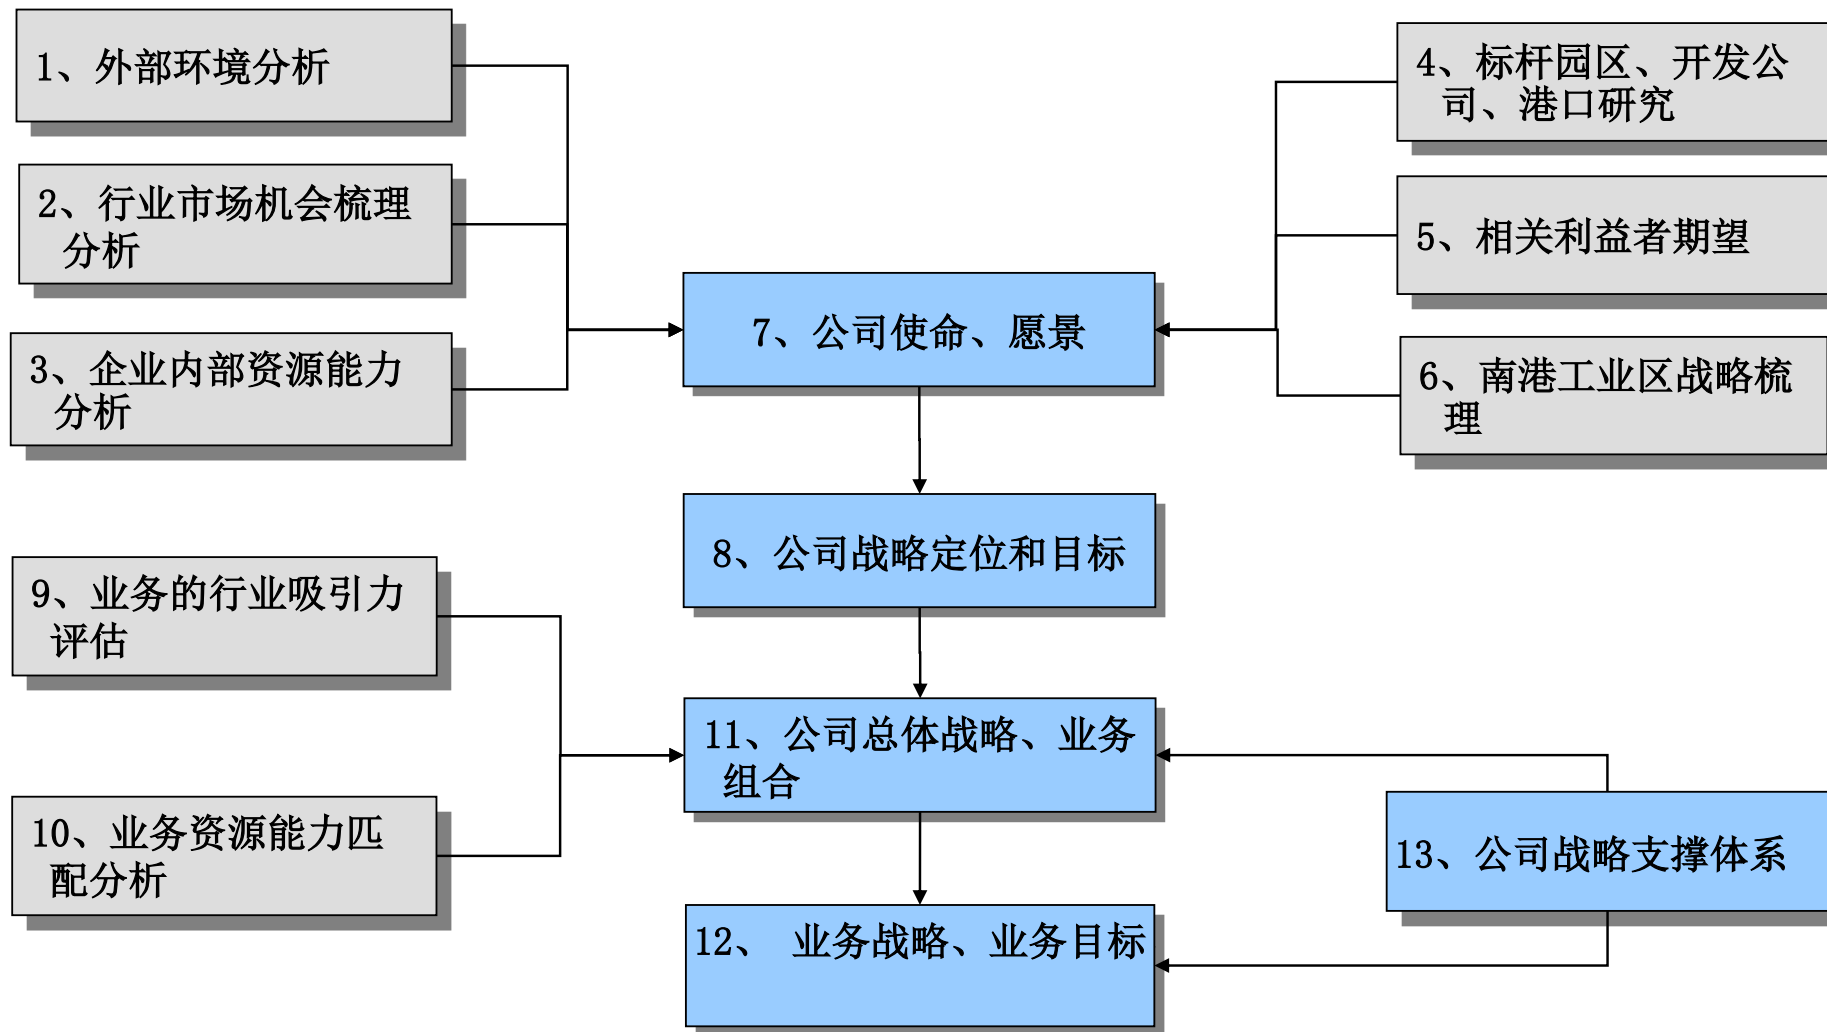 1、外部环境分析
2、行业市场机会梳理
分析
3、企业内部资源能力
分析
4、标杆园区、开发公
司、港口研究
5、相关利益者期望
6、南港工业区战略梳
理
7、公司使命、愿景
8、公司战略定位和目标
9、业务的行业吸引力
评估
10、业务资源能力匹
配分析
11、公司总体战略、业务
组合
12、 业务战略、业务目标
13、公司战略支撑体系